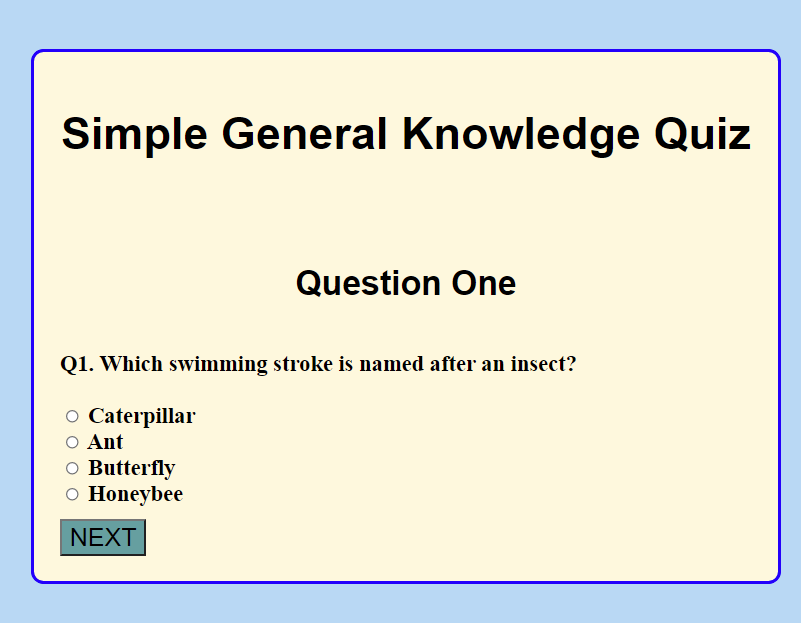 Simple General Knowledge Quiz
Question One
Q1. Which swimming stroke is named after an insect?
Caterpillar
Ant
Butterfly
Honeybee
NEXT